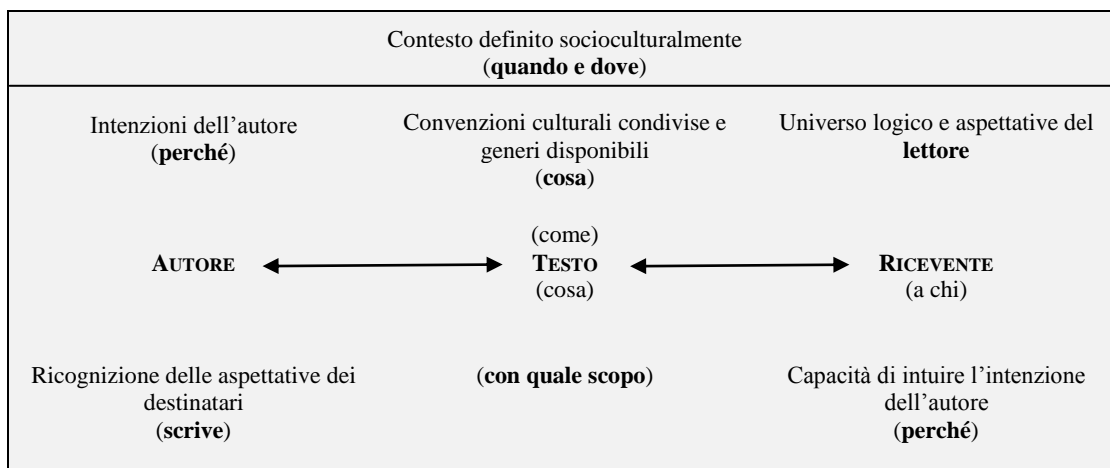 Contesto definito socioculturalmente
(quando e dove)
Intenzioni dell’autore
(perché)
Convenzioni culturali condivise e
generi disponibili
(cosa)
Universo logico e aspettative del
lettore
AUTORE
(come)
TESTO
(cosa)
RICEVENTE
(a chi)
Ricognizione delle aspettative dei
destinatari
(scrive)
(con quale scopo)
Capacità di intuire l’intenzione
dell’autore
(perché)